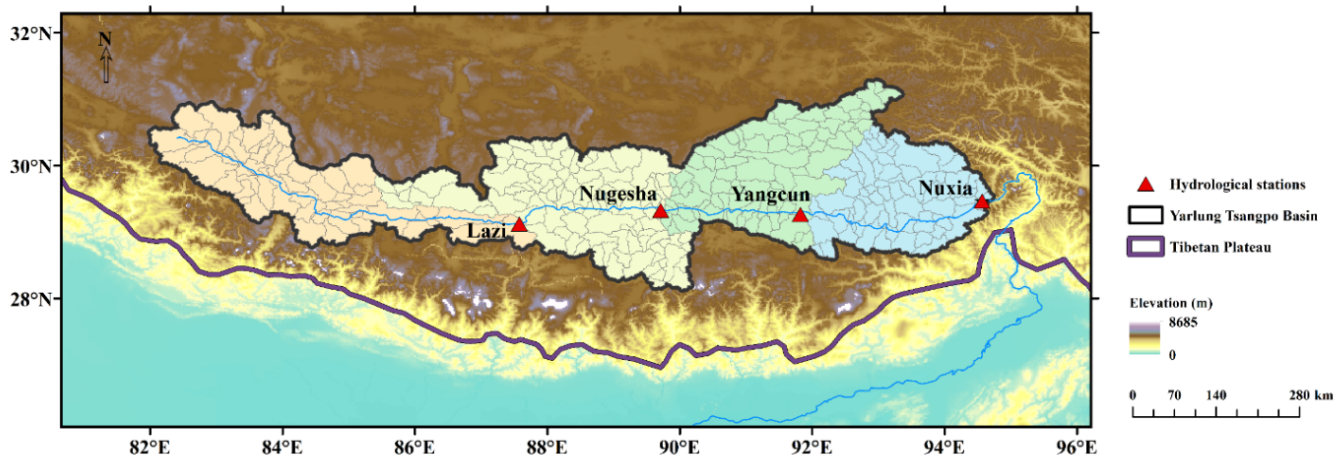 32°N
30°N
28°N
N
Nugesha
Yangcun
Nuxia
Lazi
82°E
84°E
86°E
88°E
90°E
92°E
94°E
96°E
Hydrological stations
Yarlung Tsangpo Basin
Tibetan Plateau
Elevation (m)
8685
0
0 70 140 280 km